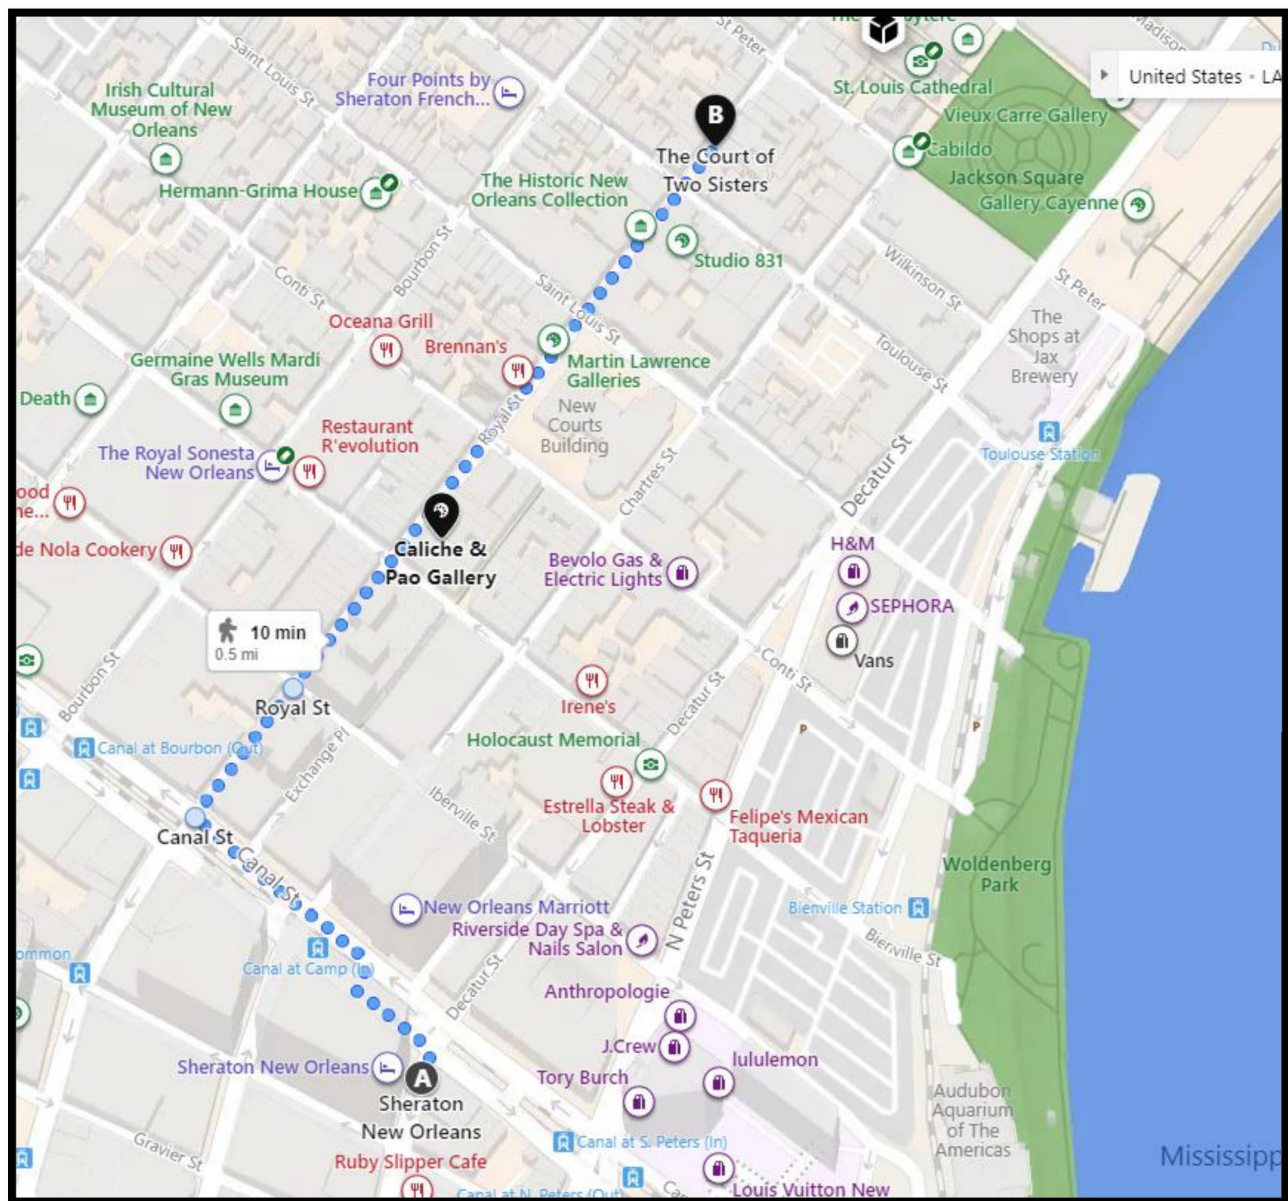 Saint Louis St
Four Points by
Sheraton French...
St Peter
Madison
United States • LA
St. Louis Cathedral
Vieux Carre Gallery
Irish Cultural
Museum of New
Orleans
B
The Court of
Two Sisters
Cabildo
Jackson Square
Gallery Cayenne
Hermann-Grima House
The Historic New
Orleans Collection
Studio 831
Wilkinson St
St Peter
Bourbon St
Conti St
Saint Louis St
Oceana Grill
Brennan's
Martin Lawrence
Galleries
The
Shops at
Jax
Brewery
Toulouse St
Germaine Wells Mardi
Gras Museum
Death
New
Courts
Building
Royal St
Restaurant
R'evolution
The Royal Sonesta
New Orleans
Toulouse Station
Decatur St
Chartres St
ood
ne...
de Nola Cookery
Caliche &
Pao Gallery
Bevolo Gas &
Electric Lights
H&M
SEPHORA
Vans
10 min
0.5 mi
Bourbon St
Royal St
Irene's
Conti St
Decatur St
Canal at Bourbon (Out)
Exchange Pl
Holocaust Memorial
P
P
Iberville St
Estrella Steak &
Lobster
Felipe's Mexican
Taqueria
Canal St
Canal St
Woldenberg
Park
N Peters St
New Orleans Marriott
Bienville Station
Riverside Day Spa &
Nails Salon
Bienville St
ommon
Canal at Camp (In)
Decatur St
Anthropologie
J.Crew
lululemon
Sheraton New Orleans
A
Tory Burch
Sheraton
New Orleans
Audubon
Aquarium
of The
Americas
Gravier St
Canal at S. Peters (In)
Mississipp
Ruby Slipper Cafe
Canal at N. Peters (Out)
Louis Vuitton New